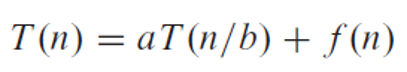 T(n) = aT(n/b) + f(n)